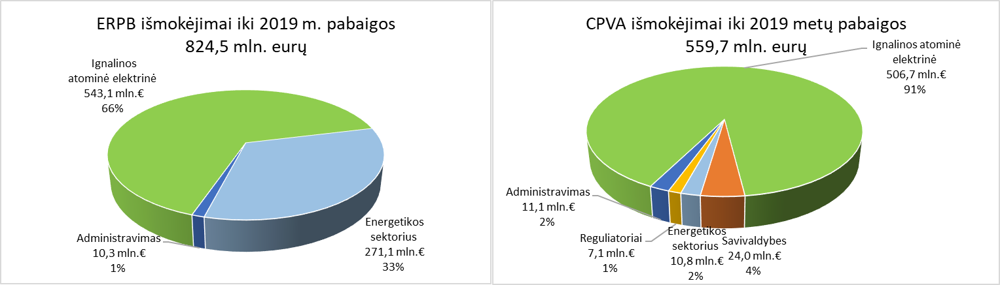 ERPB išmokėjimai iki 2019 m. pabaigos
824,5 mln. eurų
Ignalinos
atominė elektrinė
543,1 mln.€
66%
Administravimas
10,3 mln.€
1%
Energetikos
sektorius
271,1 mln.€
33%
CPVA išmokėjimai iki 2019 metų pabaigos
559,7 mln. eurų
Ignalinos atominė
elektrinė
506,7 mln.€
91%
Administravimas
11,1 mln.€
2%
Reguliatoriai
7,1 mln.€
1%
Energetikos
sektorius
10,8 mln.€
2%
Savivaldybes
24,0 mln.€
4%